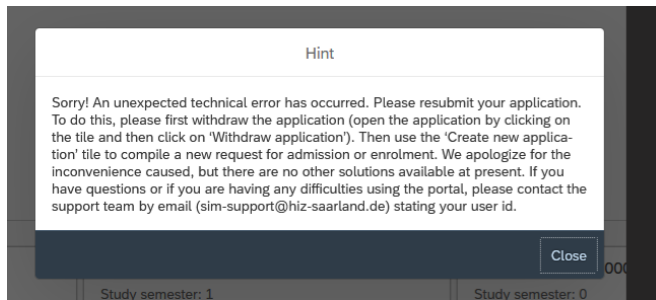 Hint
Sorry! An unexpected technical error has occurred. Please resubmit your application.
To do this, please first withdraw the application (open the application by clicking on
the tile and then click on ‘Withdraw application’). Then use the ‘Create new applica-
tion’ tile to compile a new request for admission or enrolment. We apologize for the
inconvenience caused, but there are no other solutions available at present. If you
have questions or if you are having any difficulties using the portal, please contact the
support team by email (sim-support@hiz-saarland.de) stating your user id.
Close
Study semester: 1
Study semester: 0